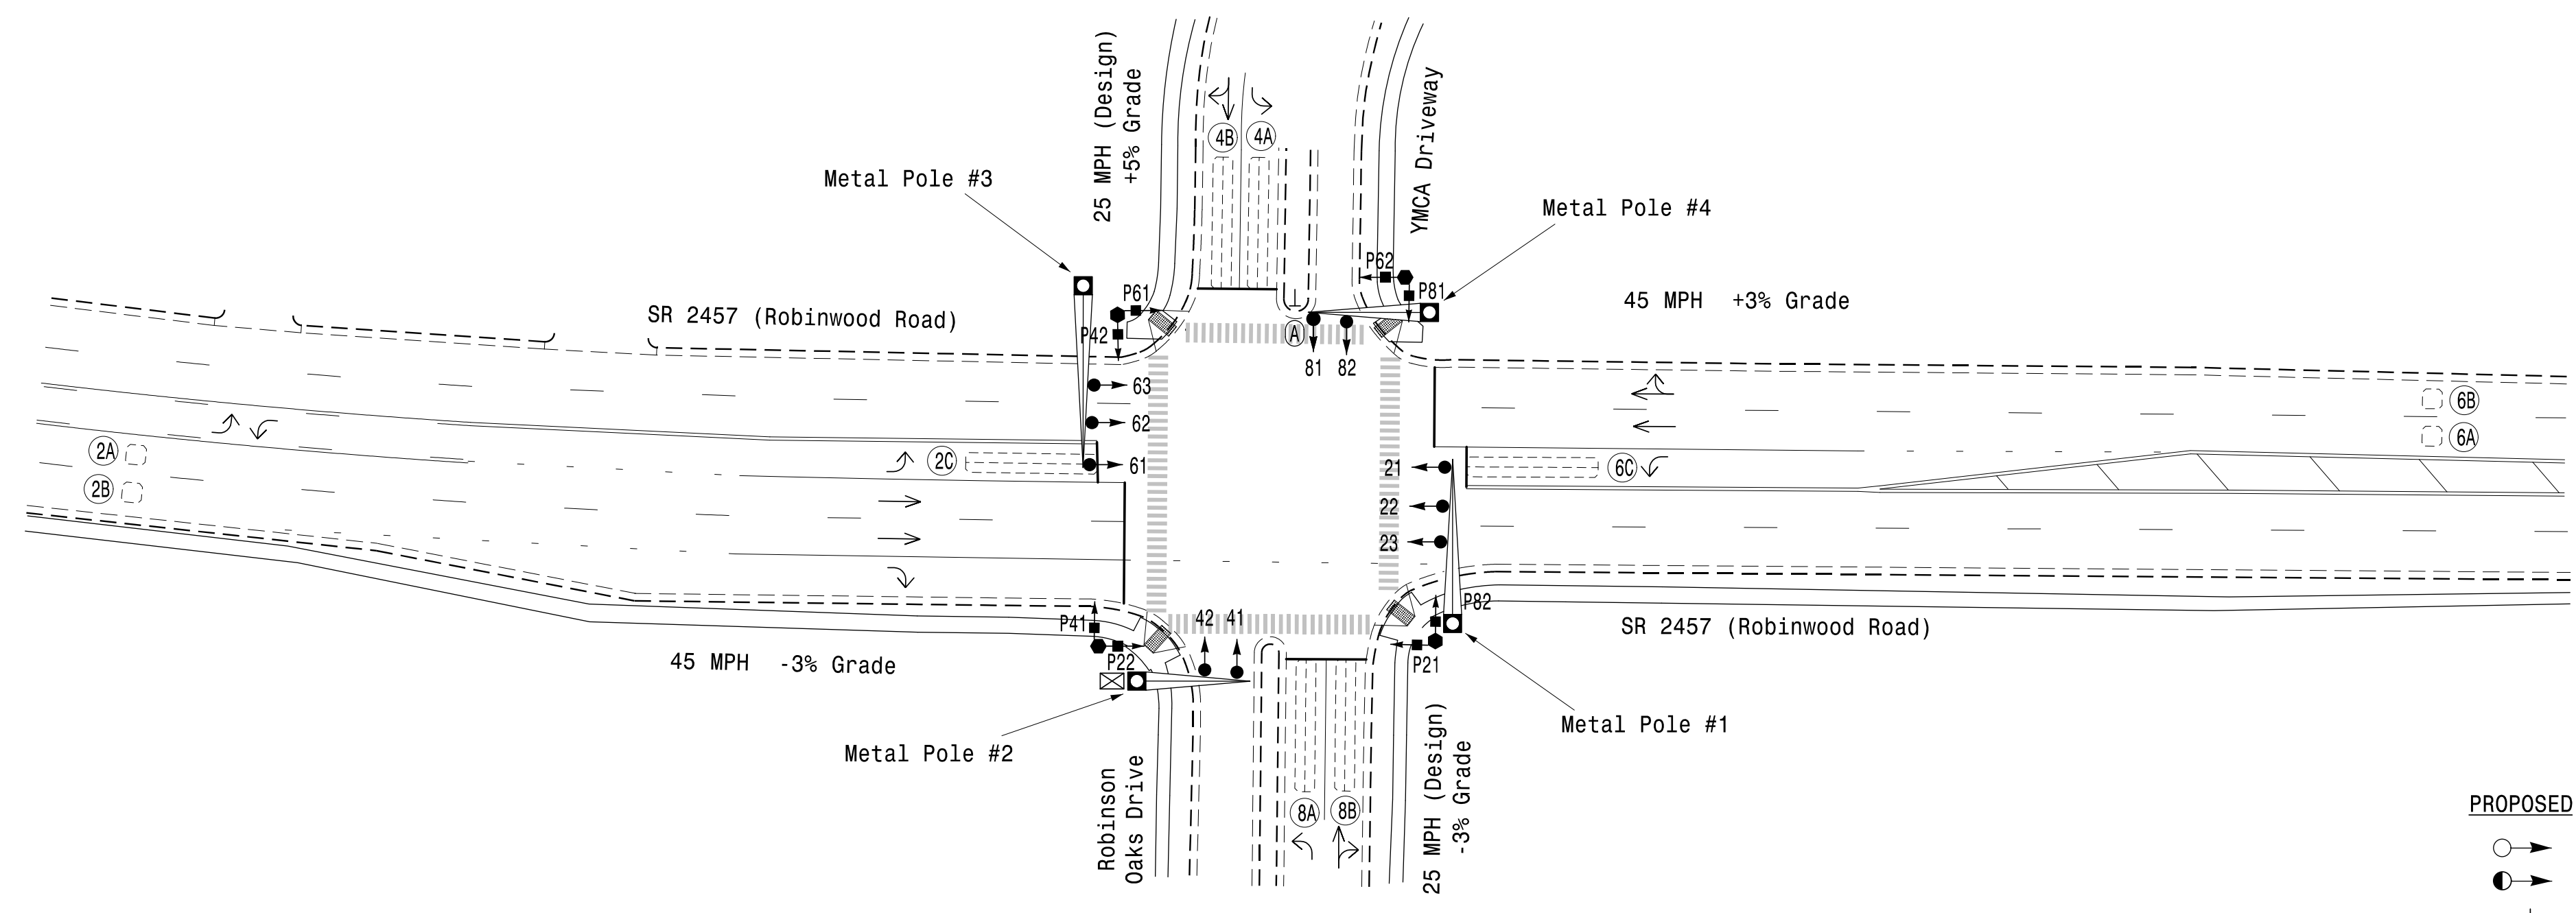 25 MPH (Design)
+5% Grade
YMCA Driveway
4B
4A
Metal Pole #3
Metal Pole #4
P62
P61
P81
SR 2457 (Robinwood Road)
45 MPH +3% Grade
P42
A
81
82
63
62
61
6B
6A
2A
2B
2C
21
22
23
6C
P41
P22
42
41
P82
P21
SR 2457 (Robinwood Road)
45 MPH -3% Grade
Metal Pole #2
Metal Pole #1
Robinson
Oaks Drive
8A
8B
25 MPH (Design)
-3% Grade
PROPOSED